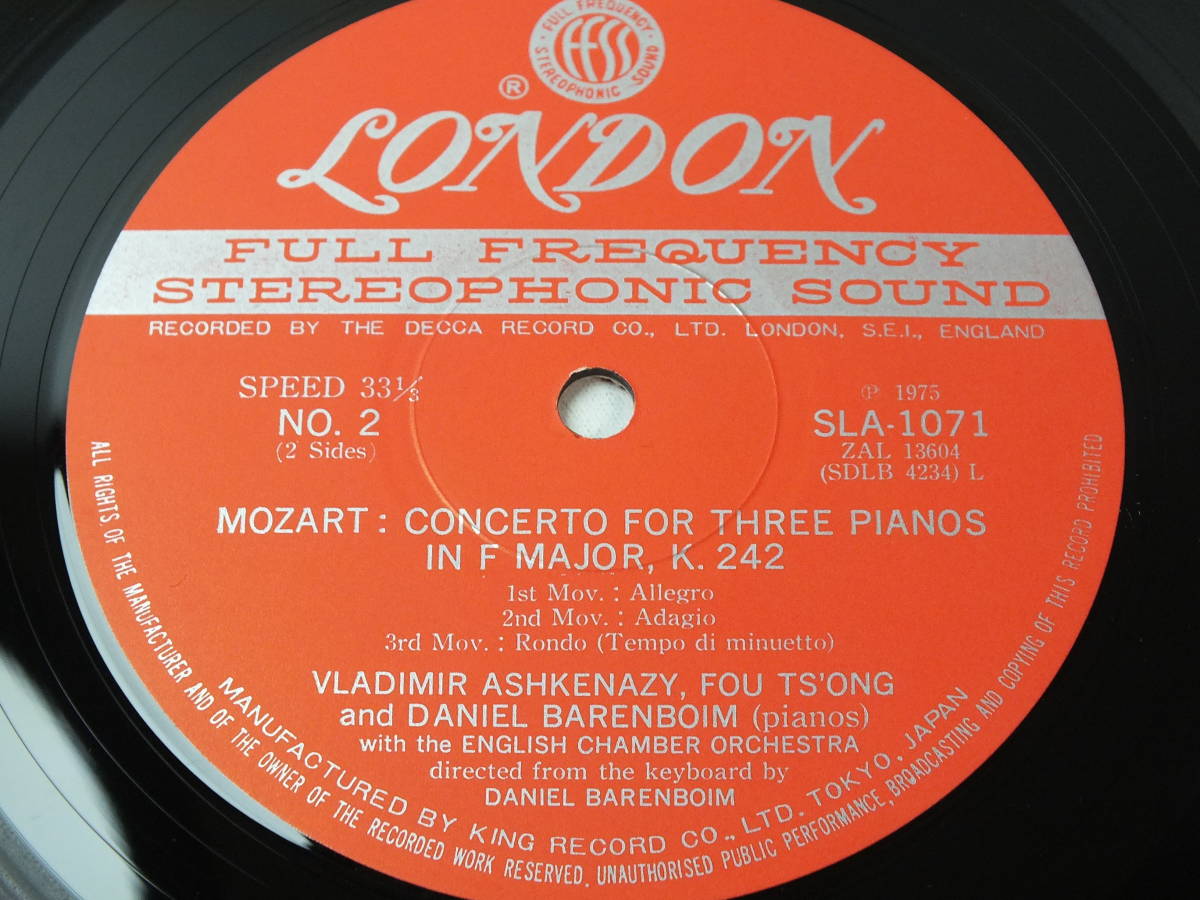 FULL FREQUENCY
STEREOPHONIC SOUND
FFSS
®
LONDON
FULL FREQUENCY
STEREOPHONIC SOUND
RECORDED BY THE DECCA RECORD CO., LTD. LONDON, S.E.I., ENGLAND
SPEED 33⅓
NO. 2
(2 Sides)
℗ 1975
SLA-1071
ZAL 13604
(SDLB 4234) L
MOZART: CONCERTO FOR THREE PIANOS
IN F MAJOR, K. 242
1st Mov. : Allegro
2nd Mov. : Adagio
3rd Mov. : Rondo (Tempo di minuetto)
VLADIMIR ASHKENAZY, FOU TS'ONG
and DANIEL BARENBOIM (pianos)
with the ENGLISH CHAMBER ORCHESTRA
directed from the keyboard by
DANIEL BARENBOIM
MANUFACTURED BY KING RECORD CO., LTD. TOKYO, JAPAN
ALL RIGHTS OF THE MANUFACTURER AND OF THE OWNER OF THE RECORDED WORK RESERVED. UNAUTHORISED PUBLIC PERFORMANCE, BROADCASTING AND COPYING OF THIS RECORD PROHIBITED